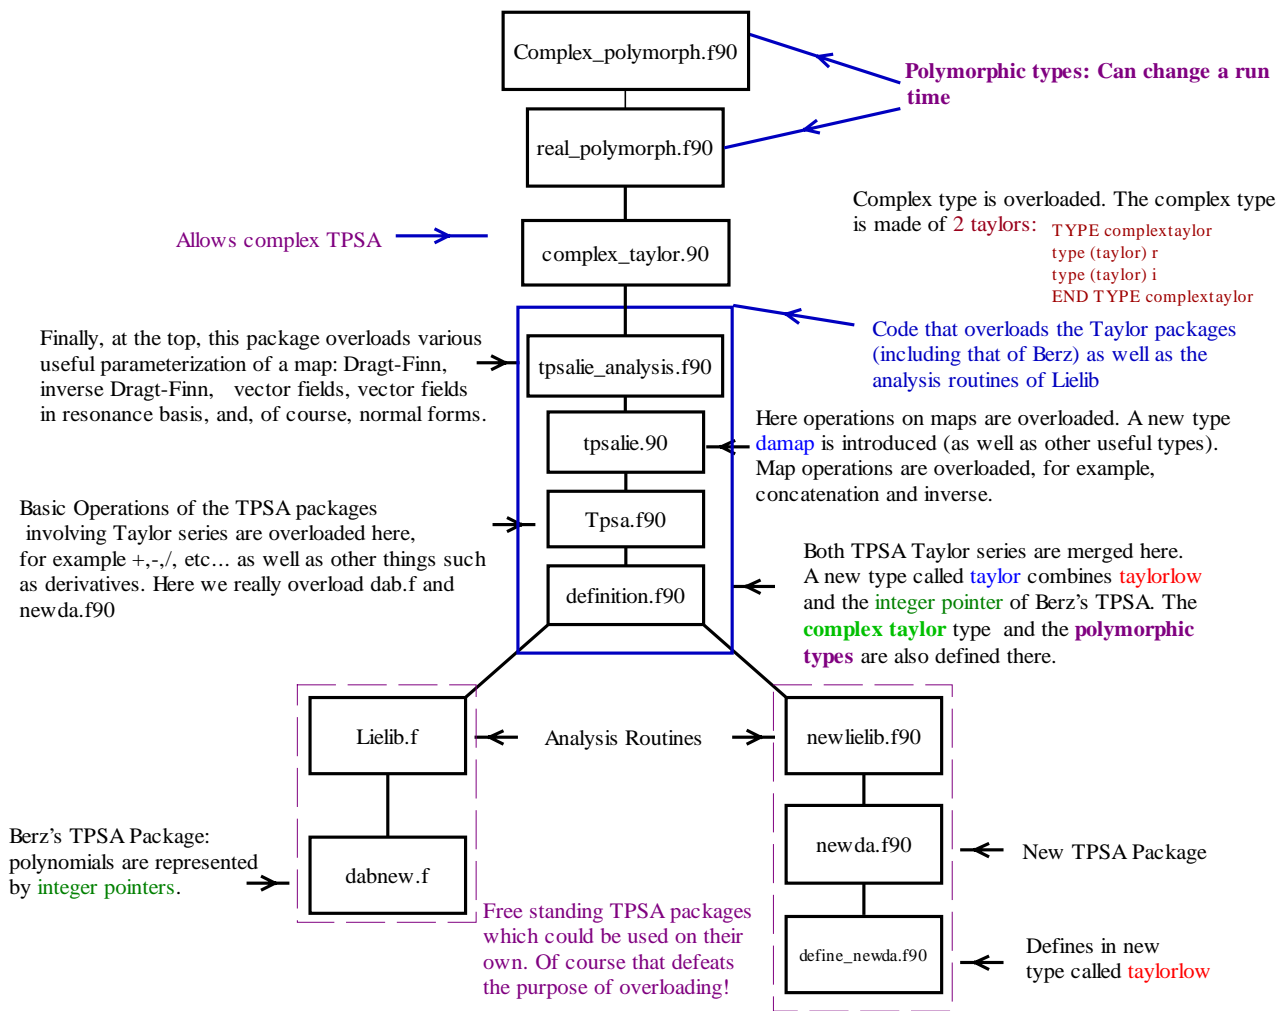 Complex_polymorph.f90
Polymorphic types: Can change a run
time
real_polymorph.f90
Complex type is overloaded. The complex type
is made of 2 taylors:
TYPE complextaylor
type (taylor) r
type (taylor) i
END TYPE complextaylor
Allows complex TPSA
complex_taylor.90
Code that overloads the Taylor packages
(including that of Berz) as well as the
analysis routines of Lielib
Finally, at the top, this package overloads various
useful parameterization of a map: Dragt-Finn,
inverse Dragt-Finn, vector fields, vector fields
in resonance basis, and, of course, normal forms.
tpsalie_analysis.f90
tpsalie.90
Here operations on maps are overloaded. A new type
damap is introduced (as well as other useful types).
Map operations are overloaded, for example,
concatenation and inverse.
Basic Operations of the TPSA packages
involving Taylor series are overloaded here,
for example +,-,/, etc... as well as other things such
as derivatives. Here we really overload dab.f and
newda.f90
Tpsa.f90
definition.f90
Both TPSA Taylor series are merged here.
A new type called taylor combines taylorlow
and the integer pointer of Berz's TPSA. The
complex taylor type and the polymorphic
types are also defined there.
Lielib.f
Analysis Routines
newlielib.f90
Berz's TPSA Package:
polynomials are represented
by integer pointers.
dabnew.f
newda.f90
New TPSA Package
Free standing TPSA packages
which could be used on their
own. Of course that defeats
the purpose of overloading!
define_newda.f90
Defines in new
type called taylorlow